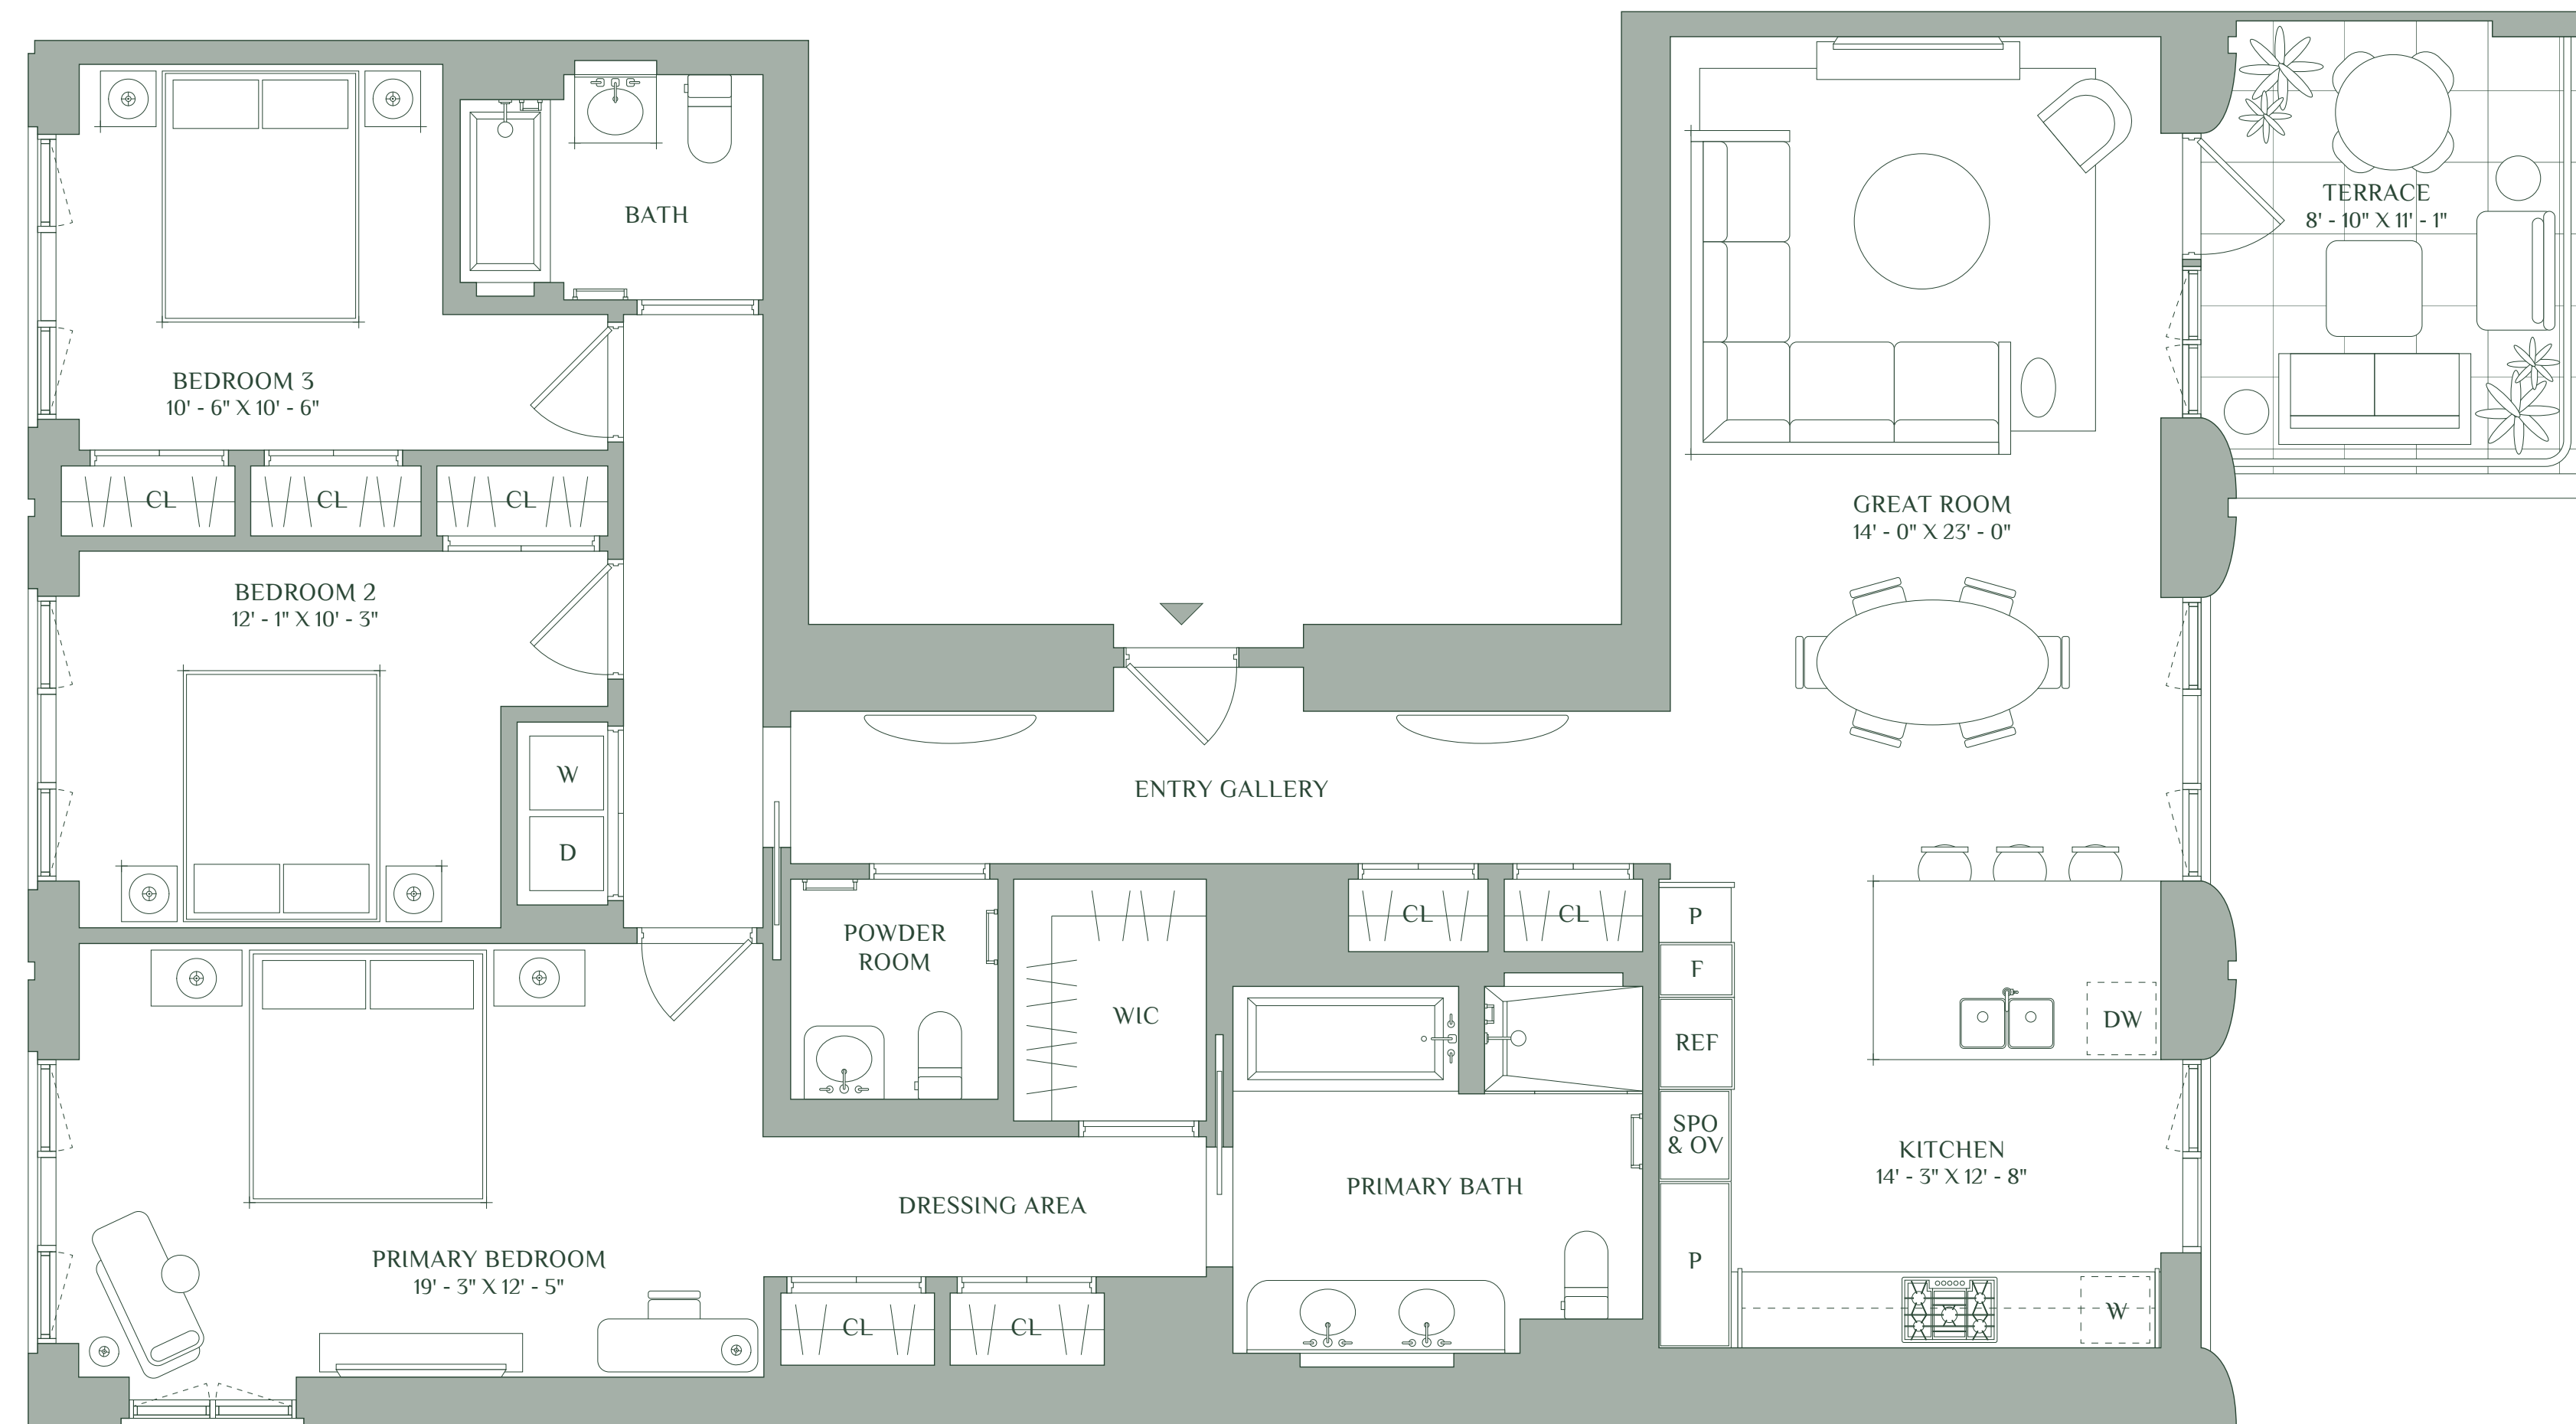 BATH
TERRACE
8' - 10" X 11' - 1"
BEDROOM 3
10' - 6" X 10' - 6"
CL
CL
CL
GREAT ROOM
14' - 0" X 23' - 0"
BEDROOM 2
12' - 1" X 10' - 3"
W
D
ENTRY GALLERY
POWDER
ROOM
CL
CL
P
F
REF
SPO
& OV
P
WIC
DW
KITCHEN
14' - 3" X 12' - 8"
W
PRIMARY BATH
DRESSING AREA
PRIMARY BEDROOM
19' - 3" X 12' - 5"
CL
CL